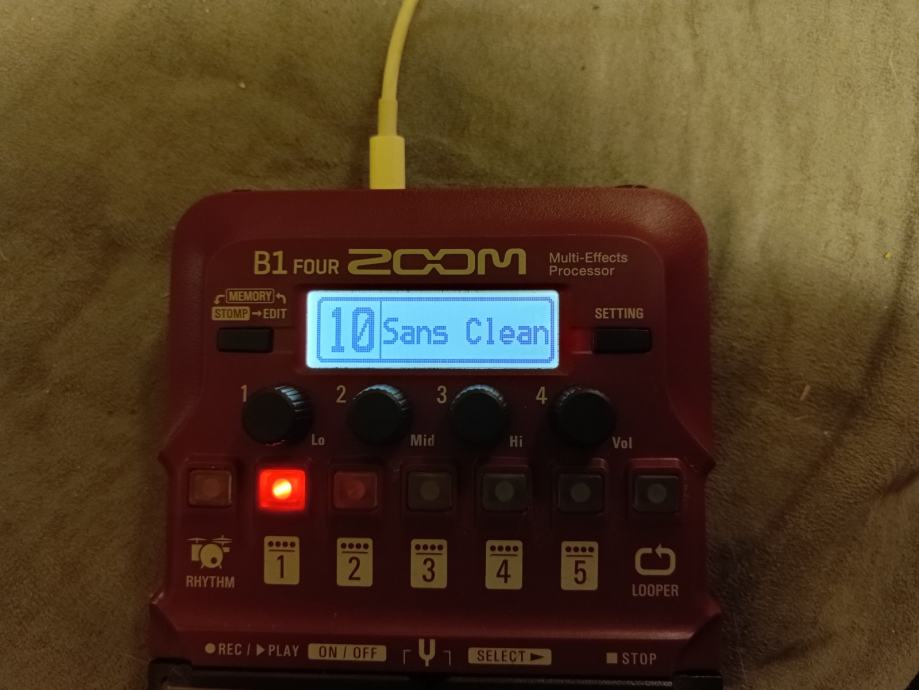 B1 FOUR ZOOM Multi-Effects
Processor
MEMORY
STOMP → EDIT
SETTING
10 Sans Clean
1 2 3 4
Lo Mid Hi Vol
1 2 3 4 5
RHYTHM LOOPER
REC / PLAY ON / OFF SELECT STOP